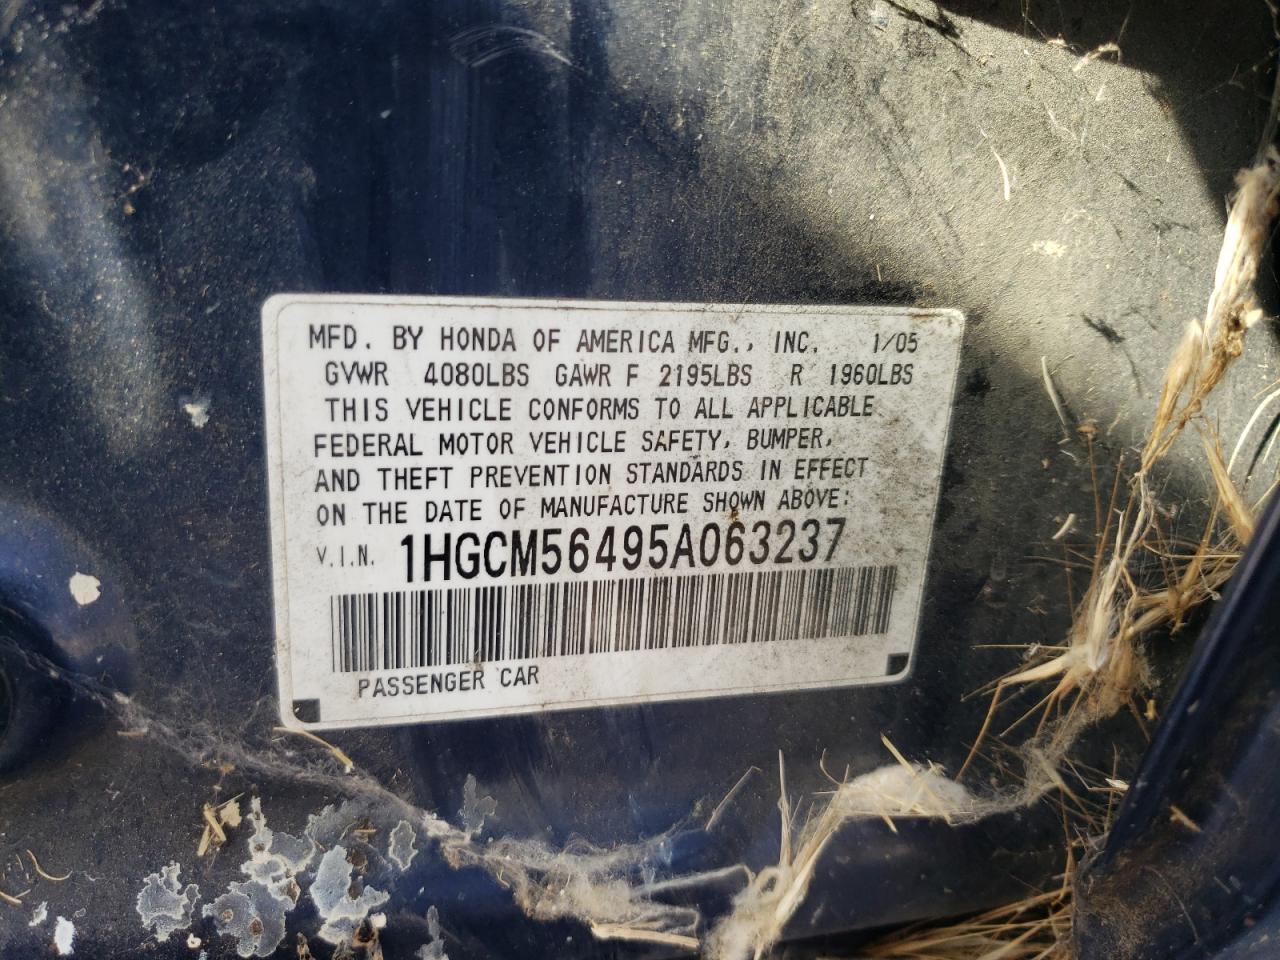 MFD. BY HONDA OF AMERICA MFG., INC. 1/05
GVWR 4080LBS GAWR F 2195LBS R 1960LBS
THIS VEHICLE CONFORMS TO ALL APPLICABLE
FEDERAL MOTOR VEHICLE SAFETY, BUMPER,
AND THEFT PREVENTION STANDARDS IN EFFECT
ON THE DATE OF MANUFACTURE SHOWN ABOVE:
V.I.N. 1HGCM56495A063237
PASSENGER CAR